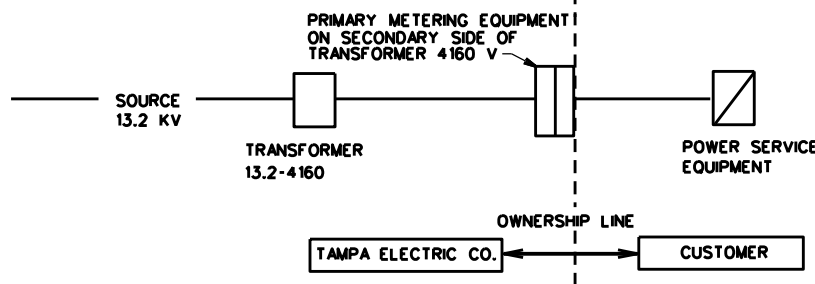 PRIMARY METERING EQUIPMENT
ON SECONDARY SIDE OF
TRANSFORMER 4160 V
SOURCE
13.2 KV
TRANSFORMER
13.2-4160
POWER SERVICE
EQUIPMENT
OWNERSHIP LINE
TAMPA ELECTRIC CO.
CUSTOMER